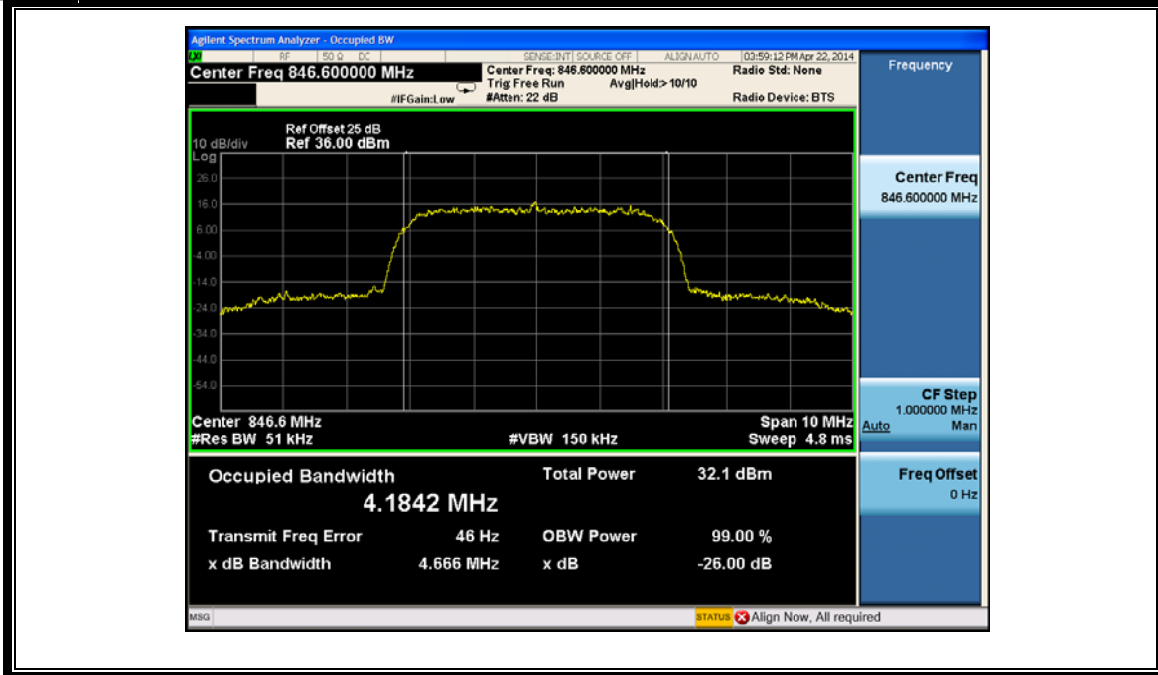 Agilent Spectrum Analyzer - Occupied BW
RF 50 Ω DC SENSE:INT SOURCE OFF ALIGN AUTO 03:59:12 PM Apr 22, 2014
Center Freq 846.600000 MHz
Center Freq: 846.600000 MHz
Radio Std: None
Trig: Free Run Avg|Hold:> 10/10
#IFGain:Low
#Atten: 22 dB
Radio Device: BTS
Ref Offset 25 dB
10 dB/div Ref 36.00 dBm
Log
26.0
16.0
6.00
-4.00
-14.0
-24.0
-34.0
-44.0
-54.0
Center 846.6 MHz
Span 10 MHz
#Res BW 51 kHz
#VBW 150 kHz
Sweep 4.8 ms
Occupied Bandwidth
Total Power 32.1 dBm
4.1842 MHz
Transmit Freq Error 46 Hz
OBW Power 99.00 %
x dB Bandwidth 4.666 MHz
x dB -26.00 dB
Frequency
Center Freq
846.600000 MHz
CF Step
1.000000 MHz
Auto Man
Freq Offset
0 Hz
MSG
STATUS
Align Now, All required